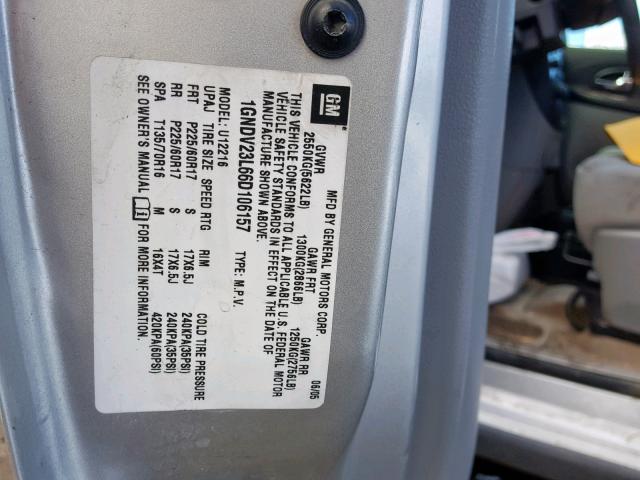 GM
MFD BY GENERAL MOTORS CORP. 06/05
GVWR GAWR FRT GAWR RR
2550KG(5622LB) 1300KG(2866LB) 1250KG(2756LB)
THIS VEHICLE CONFORMS TO ALL APPLICABLE U.S. FEDERAL MOTOR
VEHICLE SAFETY STANDARDS IN EFFECT ON THE DATE OF
MANUFACTURE SHOWN ABOVE.
1GNDV23L66D106157 TYPE: M.P.V.
MODEL: U12216
UPAJ TIRE SIZE SPEED RTG RIM COLD TIRE PRESSURE
FRT P225/60R17 S 17X6.5J 240KPA(35PSI)
RR P225/60R17 S 17X6.5J 240KPA(35PSI)
SPA T135/70R16 M 16X4T 420KPA(60PSI)
SEE OWNER'S MANUAL FOR MORE INFORMATION.